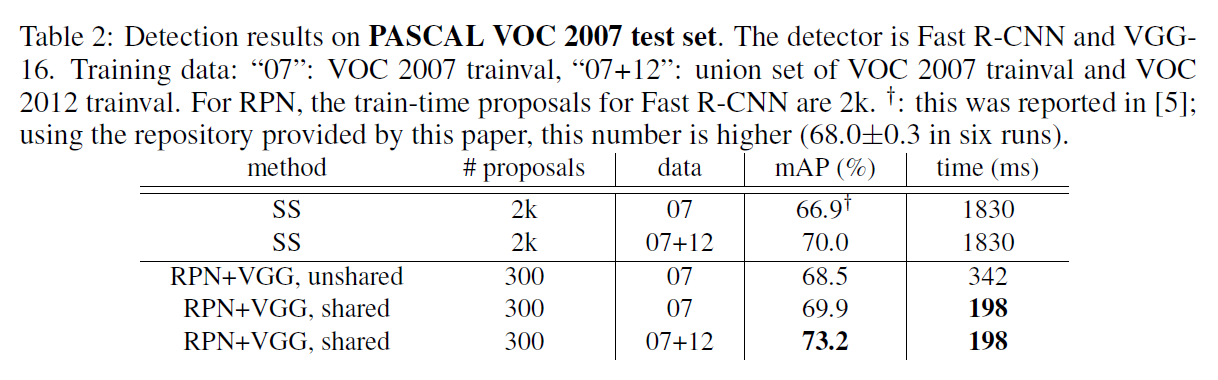 Table 2: Detection results on PASCAL VOC 2007 test set. The detector is Fast R-CNN and VGG-
16. Training data: “07”: VOC 2007 trainval, “07+12”: union set of VOC 2007 trainval and VOC
2012 trainval. For RPN, the train-time proposals for Fast R-CNN are 2k. †: this was reported in [5];
using the repository provided by this paper, this number is higher (68.0±0.3 in six runs).
method # proposals data mAP (%) time (ms)
SS 2k 07 66.9† 1830
SS 2k 07+12 70.0 1830
RPN+VGG, unshared 300 07 68.5 342
RPN+VGG, shared 300 07 69.9 198
RPN+VGG, shared 300 07+12 73.2 198